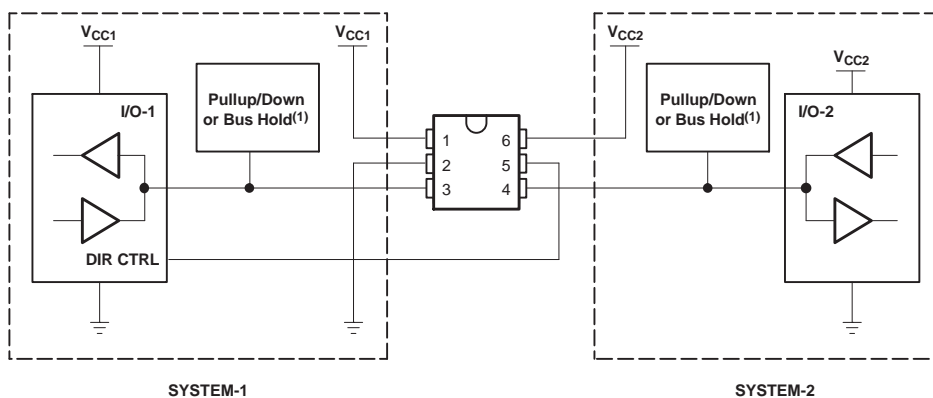 VCC1
VCC1
VCC2
VCC2
I/O-1
Pullup/Down
or Bus Hold(1)
Pullup/Down
or Bus Hold(1)
I/O-2
1
6
2
5
3
4
DIR CTRL
SYSTEM-1
SYSTEM-2